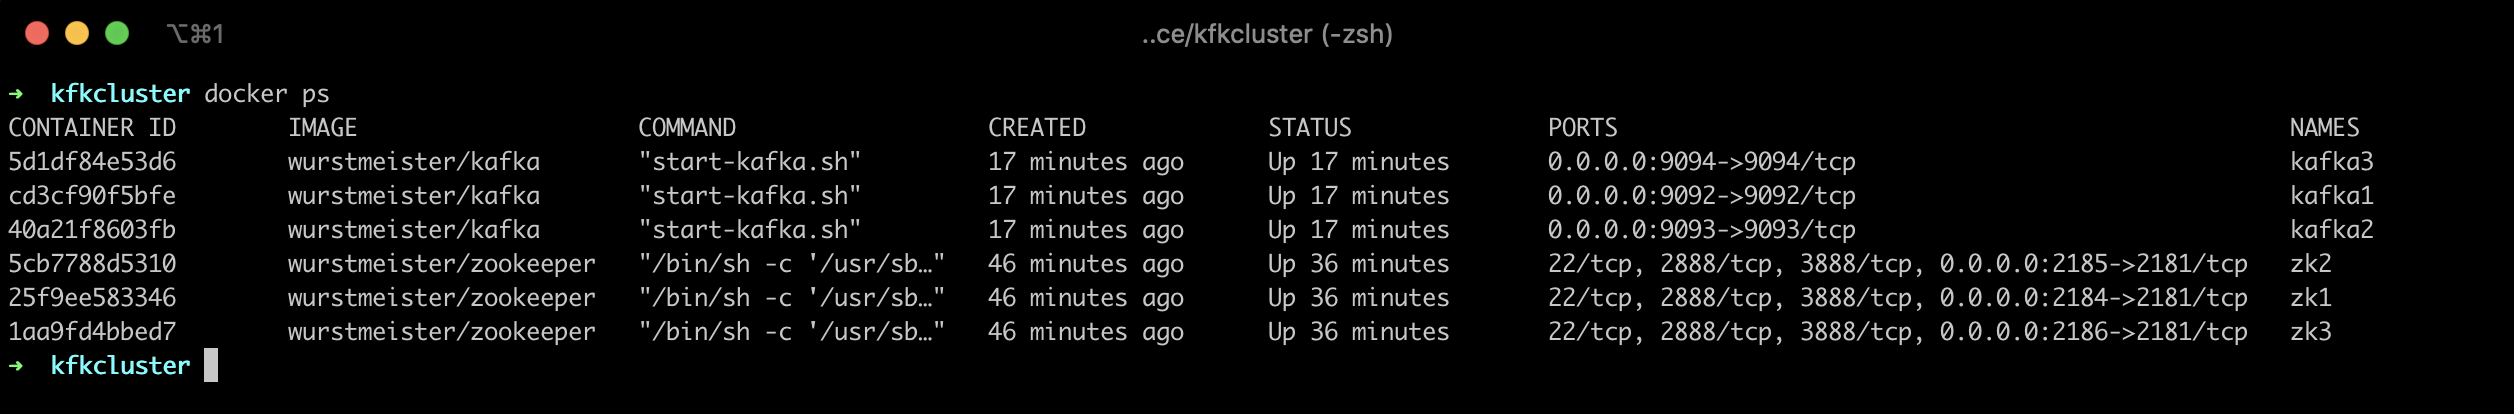 ⌥⌘1 ..ce/kfkcluster (-zsh)
➜ kfkcluster docker ps
CONTAINER ID IMAGE COMMAND CREATED STATUS PORTS NAMES
5d1df84e53d6 wurstmeister/kafka "start-kafka.sh" 17 minutes ago Up 17 minutes 0.0.0.0:9094->9094/tcp kafka3
cd3cf90f5bfe wurstmeister/kafka "start-kafka.sh" 17 minutes ago Up 17 minutes 0.0.0.0:9092->9092/tcp kafka1
40a21f8603fb wurstmeister/kafka "start-kafka.sh" 17 minutes ago Up 17 minutes 0.0.0.0:9093->9093/tcp kafka2
5cb7788d5310 wurstmeister/zookeeper "/bin/sh -c '/usr/sb…" 46 minutes ago Up 36 minutes 22/tcp, 2888/tcp, 3888/tcp, 0.0.0.0:2185->2181/tcp zk2
25f9ee583346 wurstmeister/zookeeper "/bin/sh -c '/usr/sb…" 46 minutes ago Up 36 minutes 22/tcp, 2888/tcp, 3888/tcp, 0.0.0.0:2184->2181/tcp zk1
1aa9fd4bbed7 wurstmeister/zookeeper "/bin/sh -c '/usr/sb…" 46 minutes ago Up 36 minutes 22/tcp, 2888/tcp, 3888/tcp, 0.0.0.0:2186->2181/tcp zk3
➜ kfkcluster